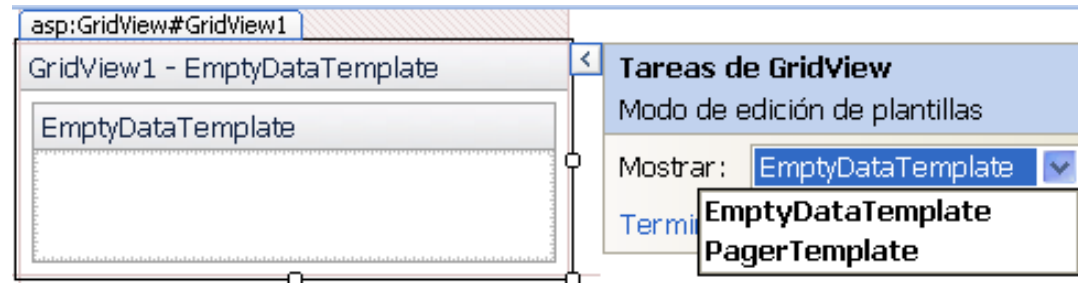 asp:GridView#GridView1
GridView1 - EmptyDataTemplate
EmptyDataTemplate
Tareas de GridView
Modo de edición de plantillas
Mostrar: EmptyDataTemplate
EmptyDataTemplate
PagerTemplate